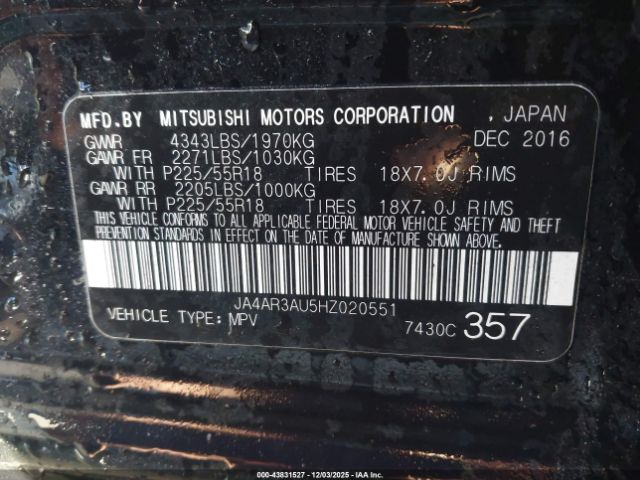 MFD.BY MITSUBISHI MOTORS CORPORATION , JAPAN
GVWR 4343LBS/1970KG DEC 2016
GAWR FR 2271LBS/1030KG
WITH P225/55R18 TIRES 18X7.0J RIMS
GAWR RR 2205LBS/1000KG
WITH P225/55R18 TIRES 18X7.0J RIMS
THIS VEHICLE CONFORMS TO ALL APPLICABLE FEDERAL MOTOR VEHICLE SAFETY AND THEFT
PREVENTION STANDARDS IN EFFECT ON THE DATE OF MANUFACTURE SHOWN ABOVE.
JA4AR3AU5HZ020551
VEHICLE TYPE: MPV 7430C 357
000-43831527 - 12/03/2025 - IAA Inc.